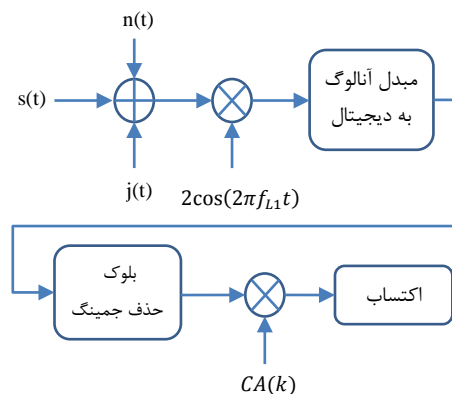 n(t)
s(t)
j(t)
2cos(2πf_{L1}t)
مبدل آنالوگ
به دیجیتال
بلوک
حذف جمینگ
CA(k)
اکتساب